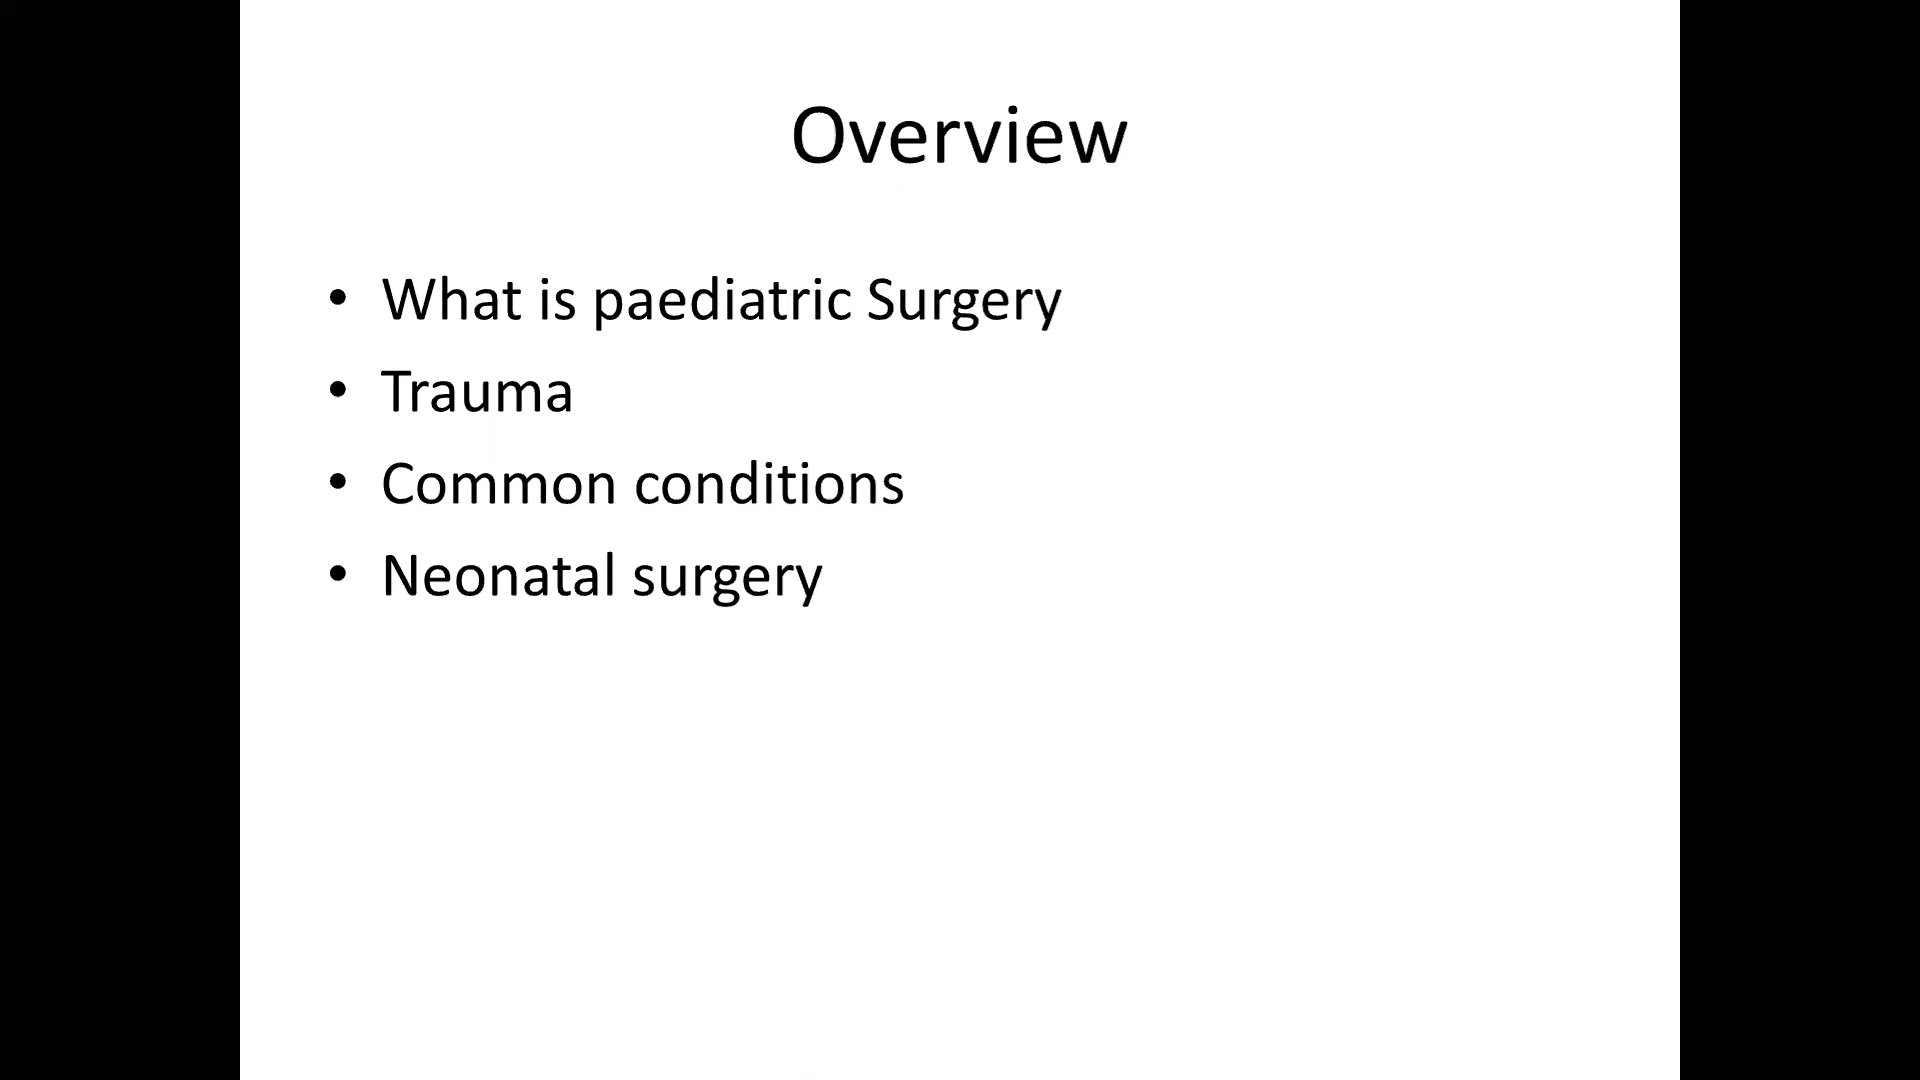 Overview
• What is paediatric Surgery
• Trauma
• Common conditions
• Neonatal surgery